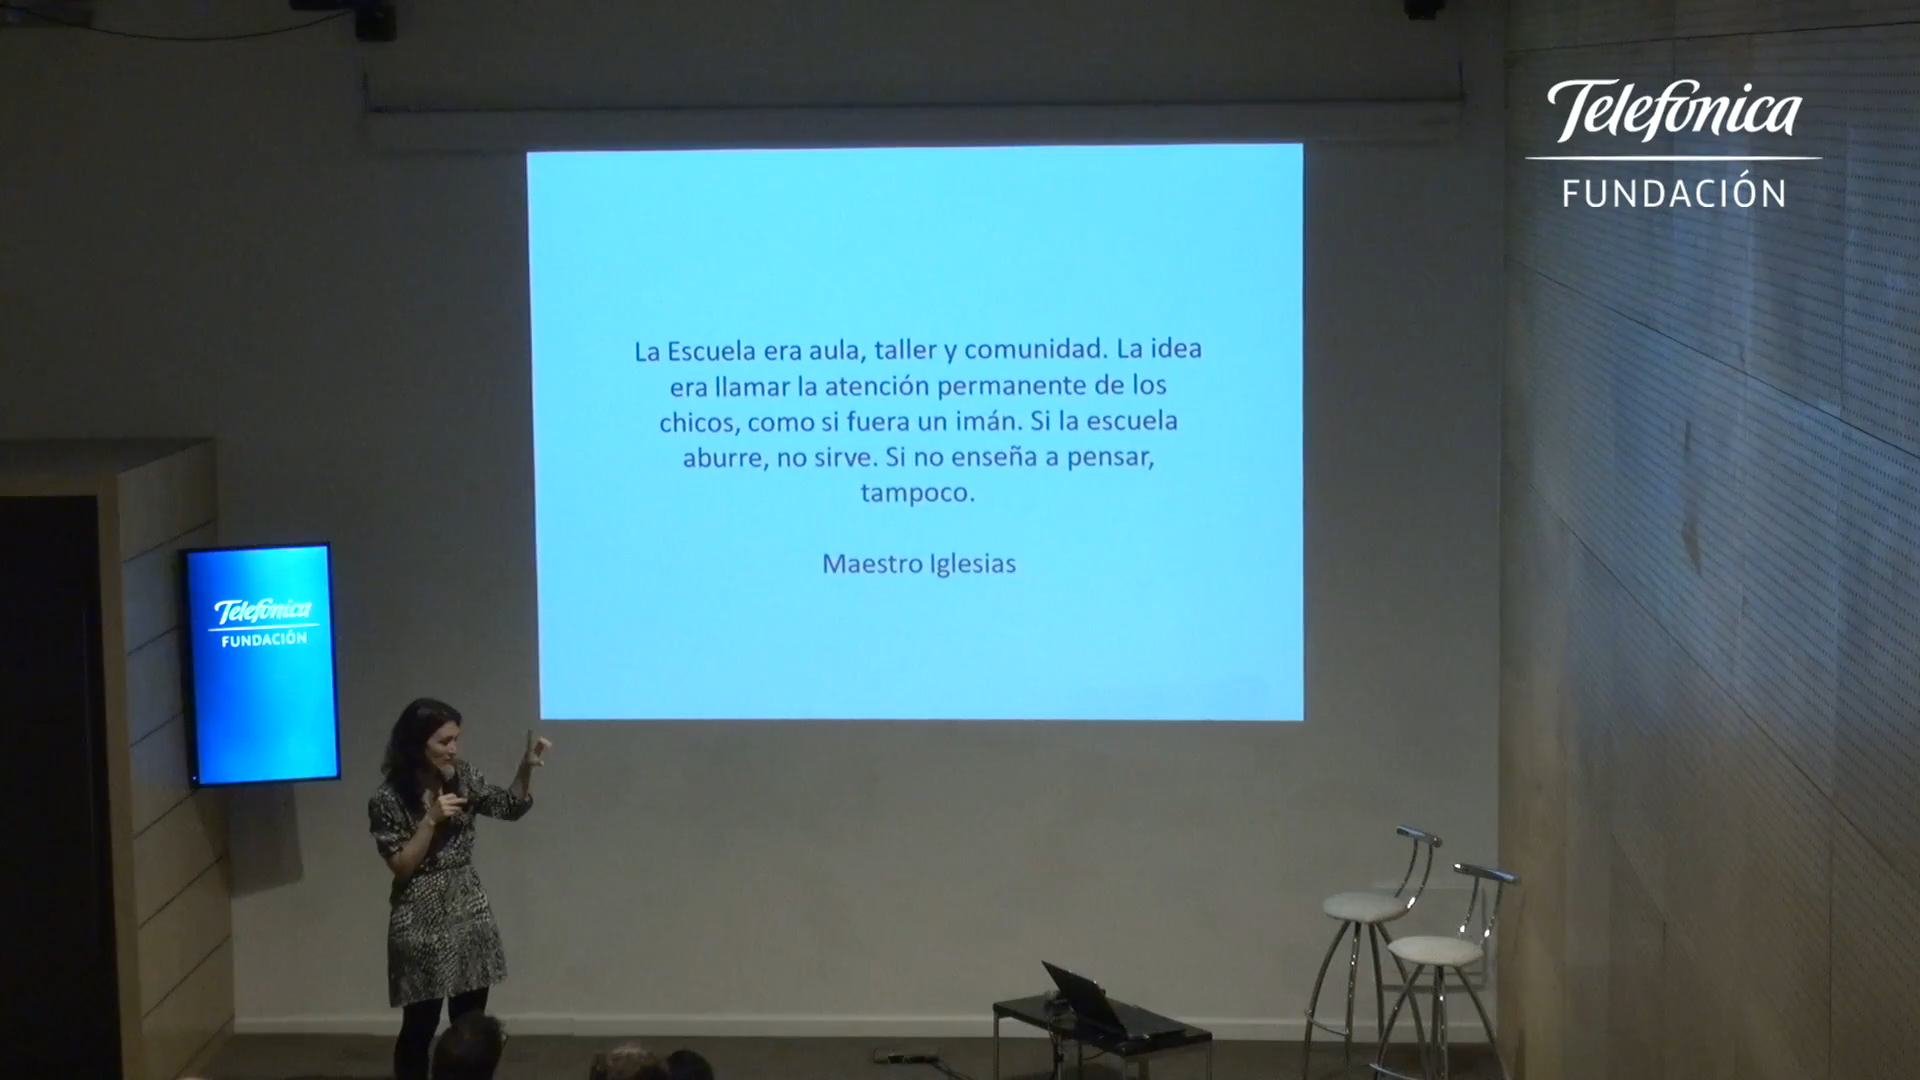 Telefónica
FUNDACIÓN
La Escuela era aula, taller y comunidad. La idea
era llamar la atención permanente de los
chicos, como si fuera un imán. Si la escuela
aburre, no sirve. Si no enseña a pensar,
tampoco.
Maestro Iglesias
Telefónica
FUNDACIÓN